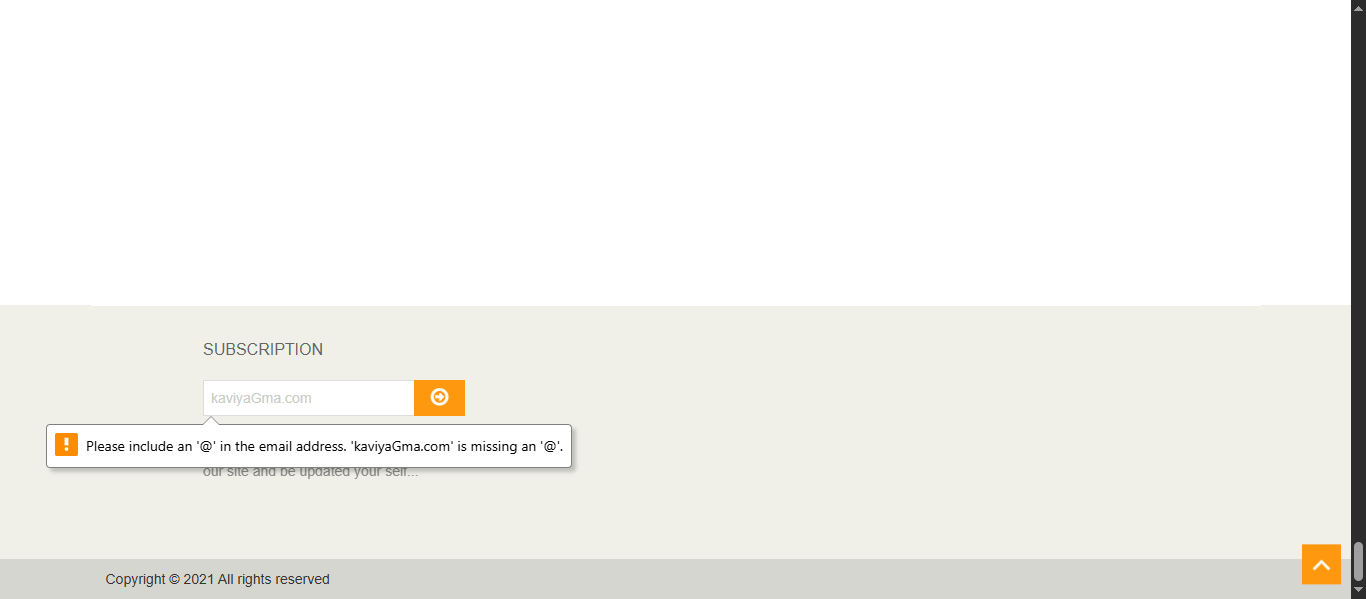 SUBSCRIPTION
kaviyaGma.com
Please include an '@' in the email address. 'kaviyaGma.com' is missing an '@'.
our site and be updated your self...
Copyright © 2021 All rights reserved